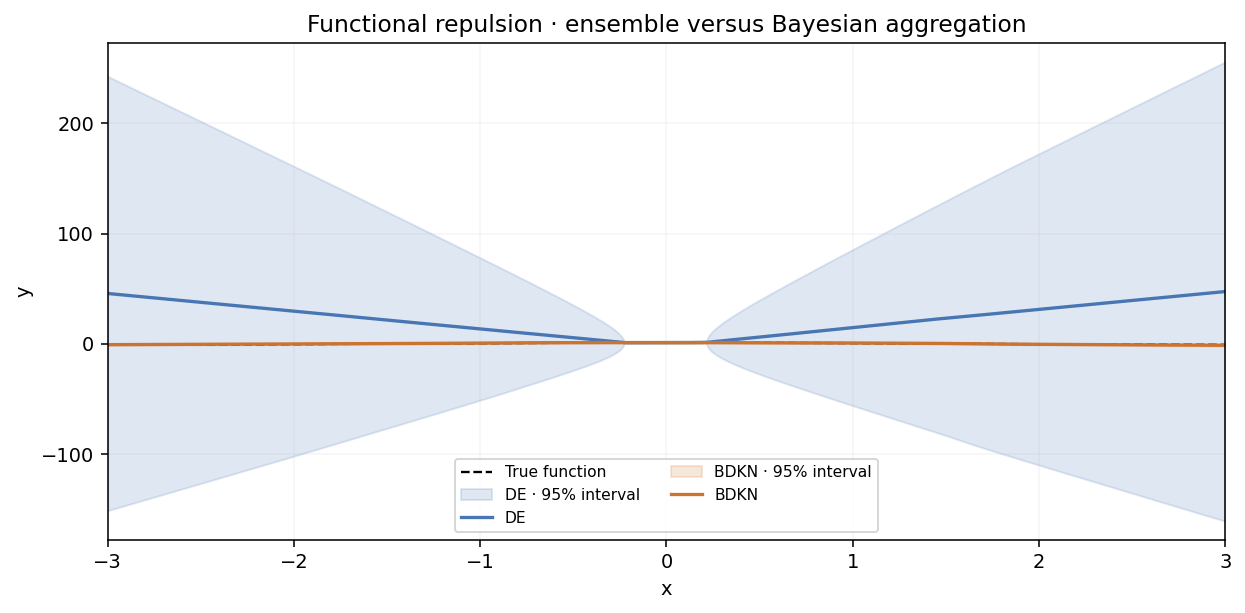 Functional repulsion · ensemble versus Bayesian aggregation
y
200
100
0
−100
True function
DE · 95% interval
DE
BDKN · 95% interval
BDKN
−3
−2
−1
0
1
2
3
x